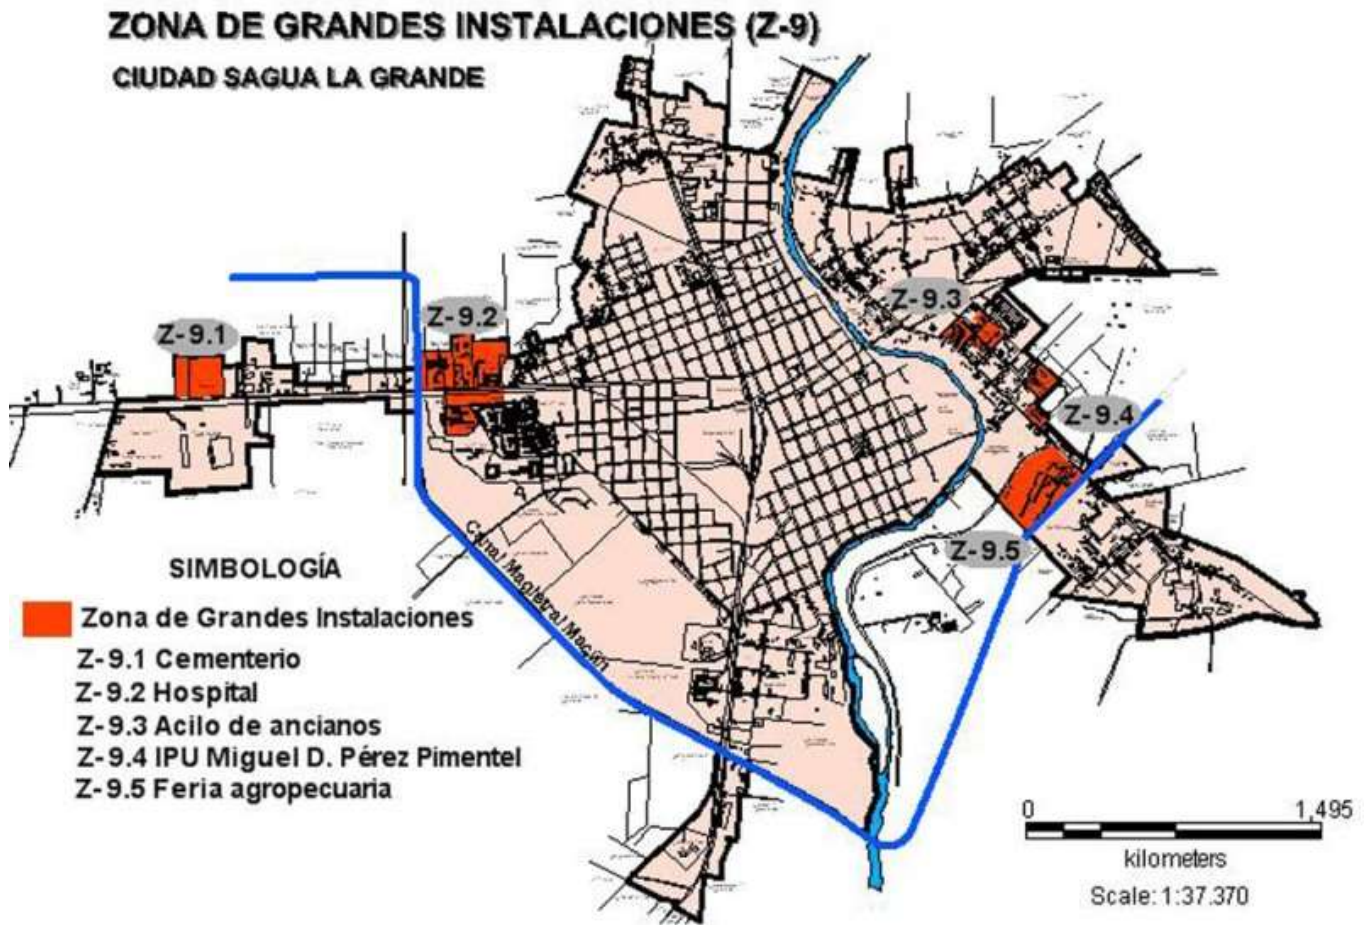 ZONA DE GRANDES INSTALACIONES (Z-9)
CIUDAD SAGUA LA GRANDE
Z-9.3
Z-9.2
Z-9.1
Z-9.4
Z-9.5
Canal Magistral Macún
SIMBOLOGÍA
Zona de Grandes Instalaciones
Z-9.1 Cementerio
Z-9.2 Hospital
Z-9.3 Acilo de ancianos
Z-9.4 IPU Miguel D. Pérez Pimentel
Z-9.5 Feria agropecuaria
0 1,495
kilometers
Scale: 1:37.370